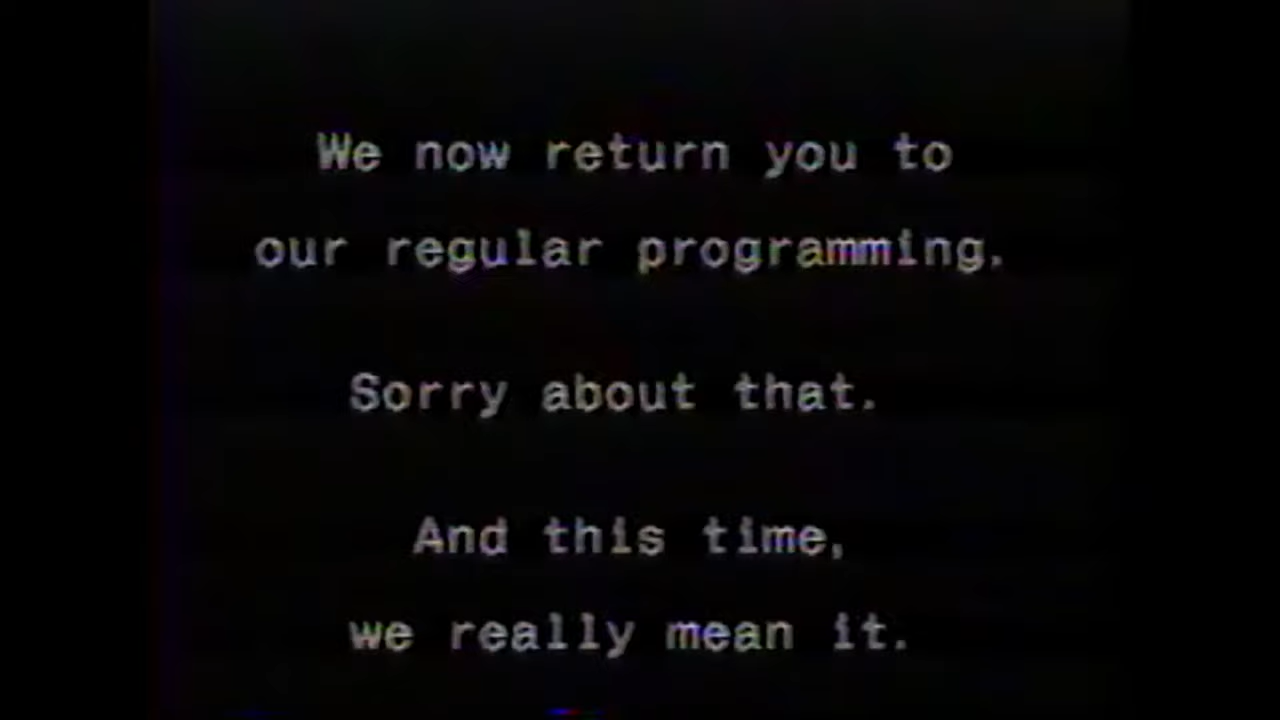 We now return you to
our regular programming.
Sorry about that.
And this time,
we really mean it.